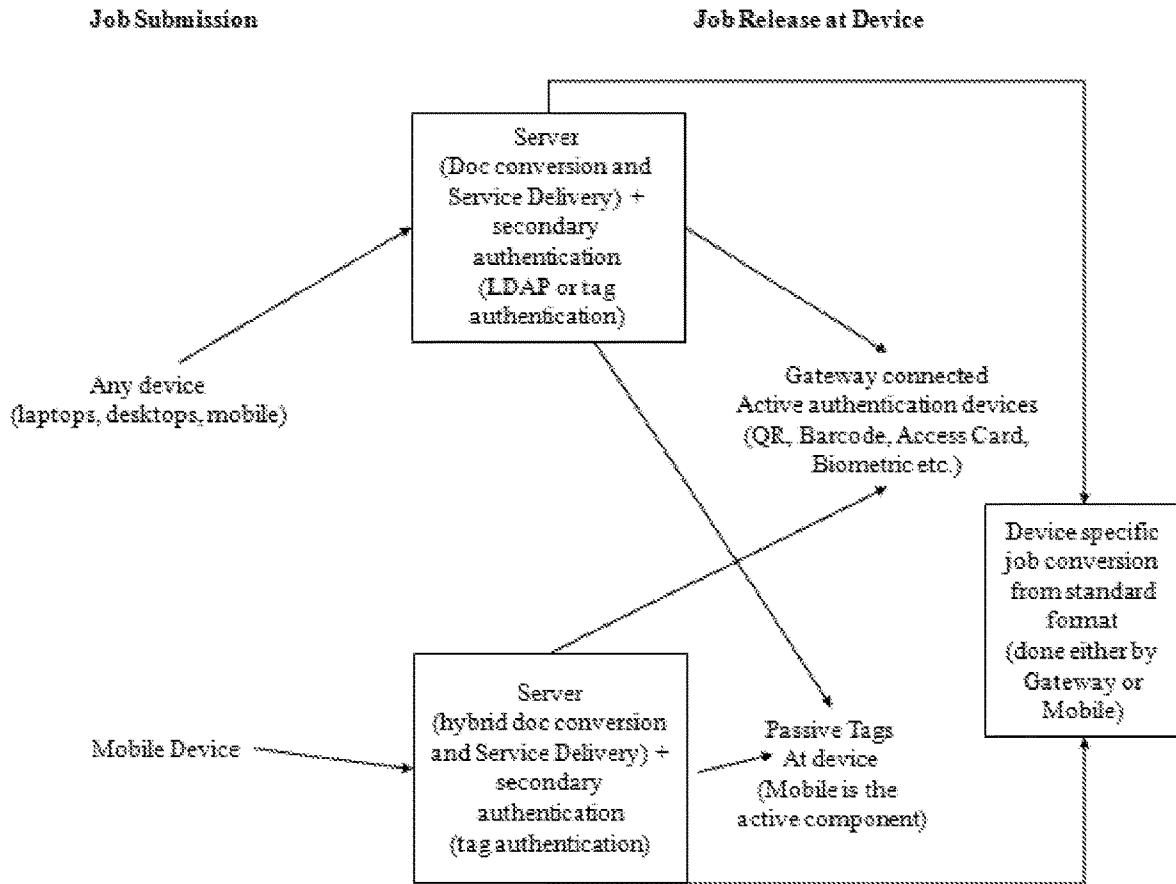 Job Submission
Job Release at Device
Server
(Doc conversion and
Service Delivery) +
secondary
authentication
(LDAP or tag
authentication)
Any device
(laptops, desktops, mobile)
Gateway connected
Active authentication devices
(QR, Barcode, Access Card,
Biometric etc.)
Device specific
job conversion
from standard
format
(done either by
Gateway or
Mobile)
Mobile Device
Server
(hybrid doc conversion
and Service Delivery) +
secondary
authentication
(tag authentication)
Passive Tags
At device
(Mobile is the
active component)